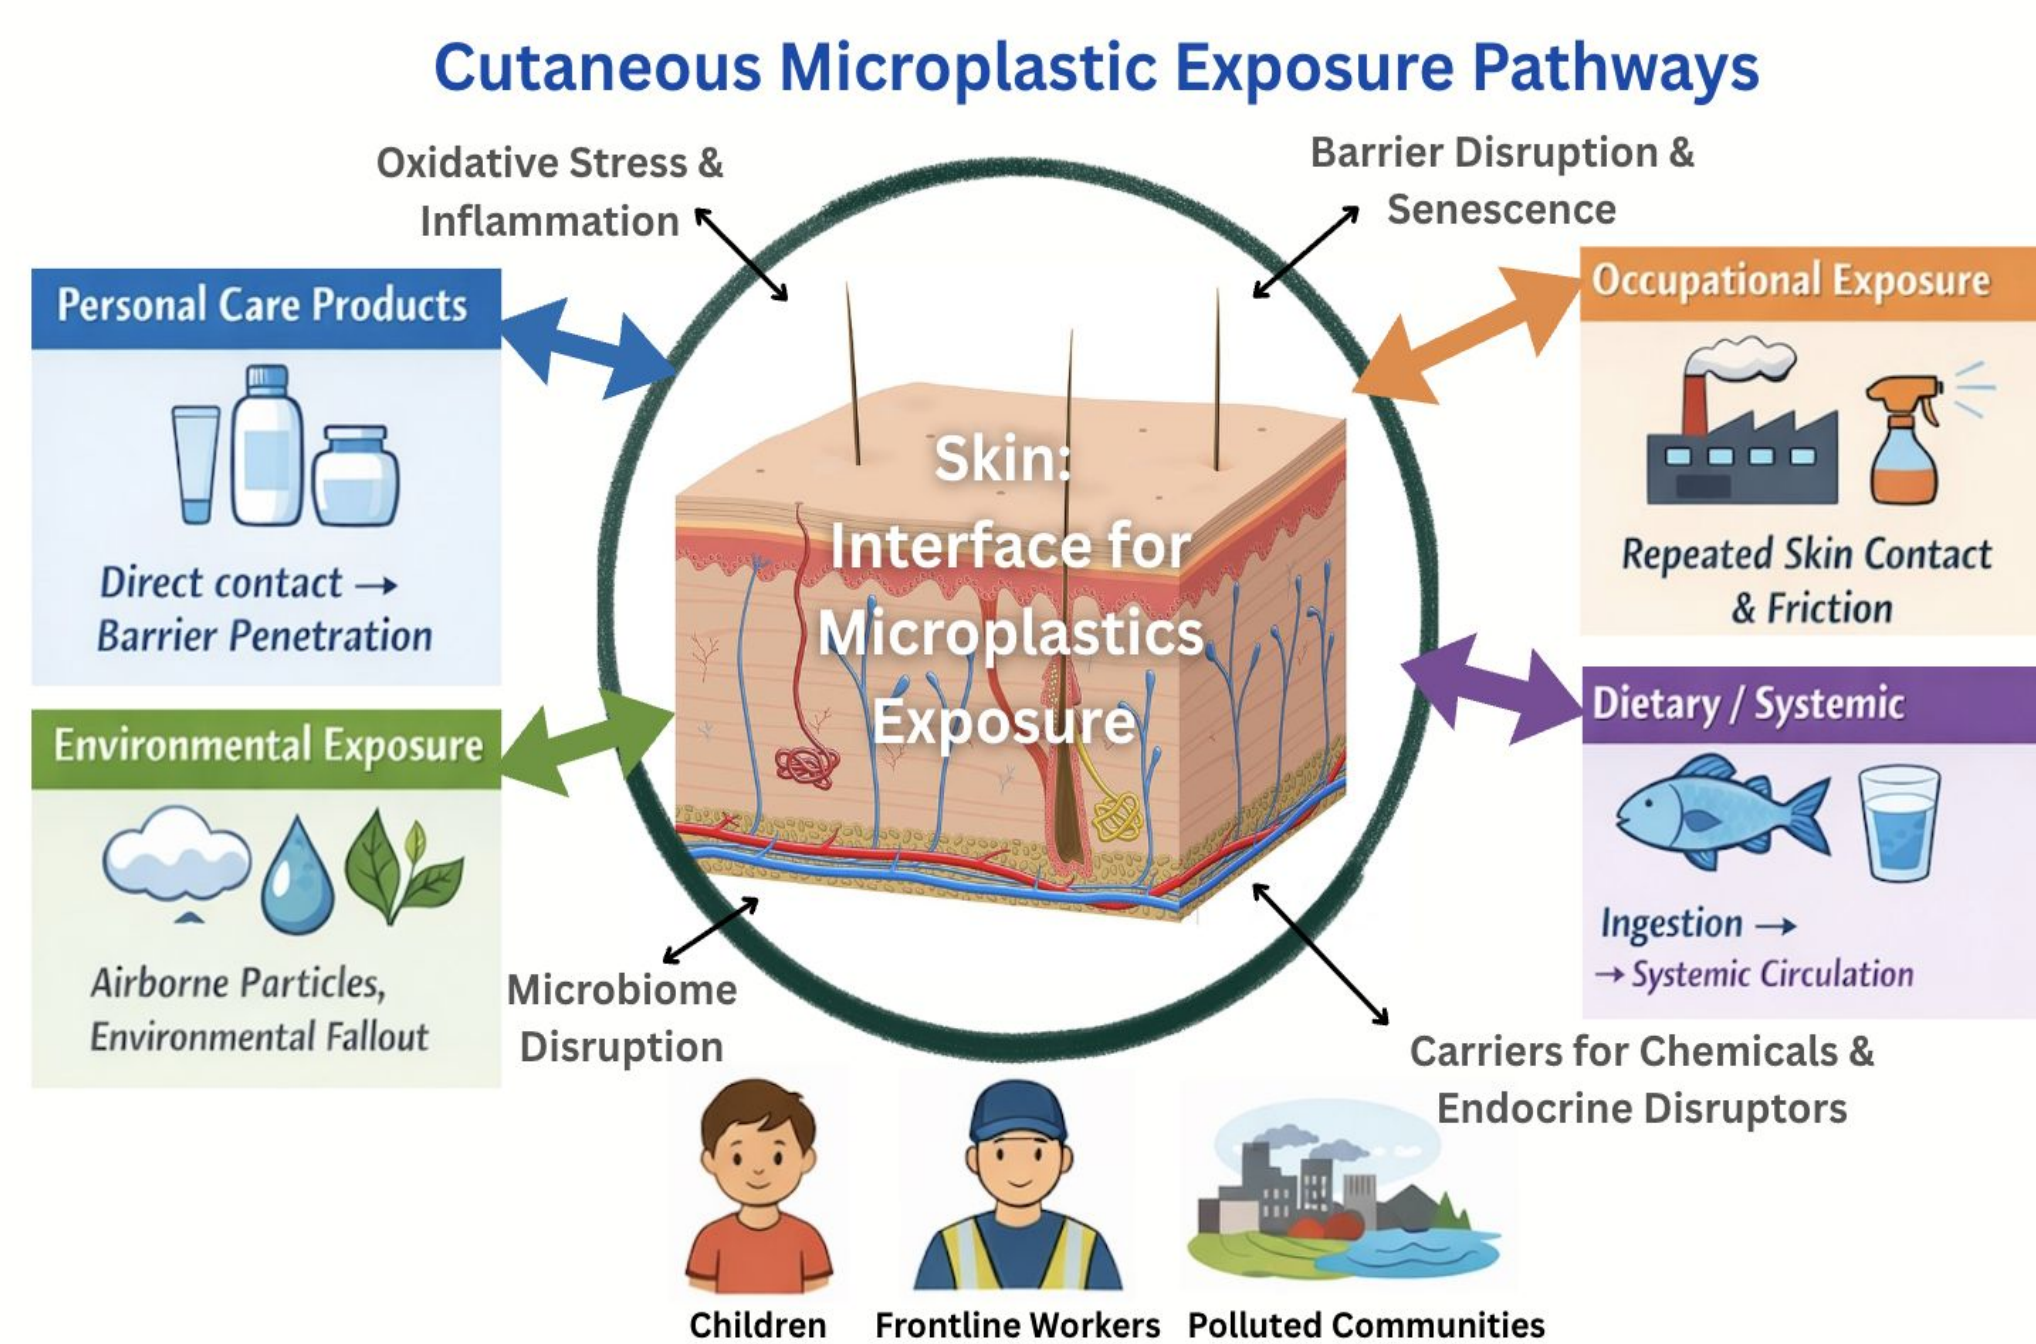 Cutaneous Microplastic Exposure Pathways
Oxidative Stress &
Inflammation
Barrier Disruption &
Senescence
Personal Care Products
Direct contact →
Barrier Penetration
Occupational Exposure
Repeated Skin Contact
& Friction
Skin:
Interface for
Microplastics
Exposure
Environmental Exposure
Airborne Particles,
Environmental Fallout
Dietary / Systemic
Ingestion →
→ Systemic Circulation
Microbiome
Disruption
Carriers for Chemicals &
Endocrine Disruptors
Children
Frontline Workers
Polluted Communities